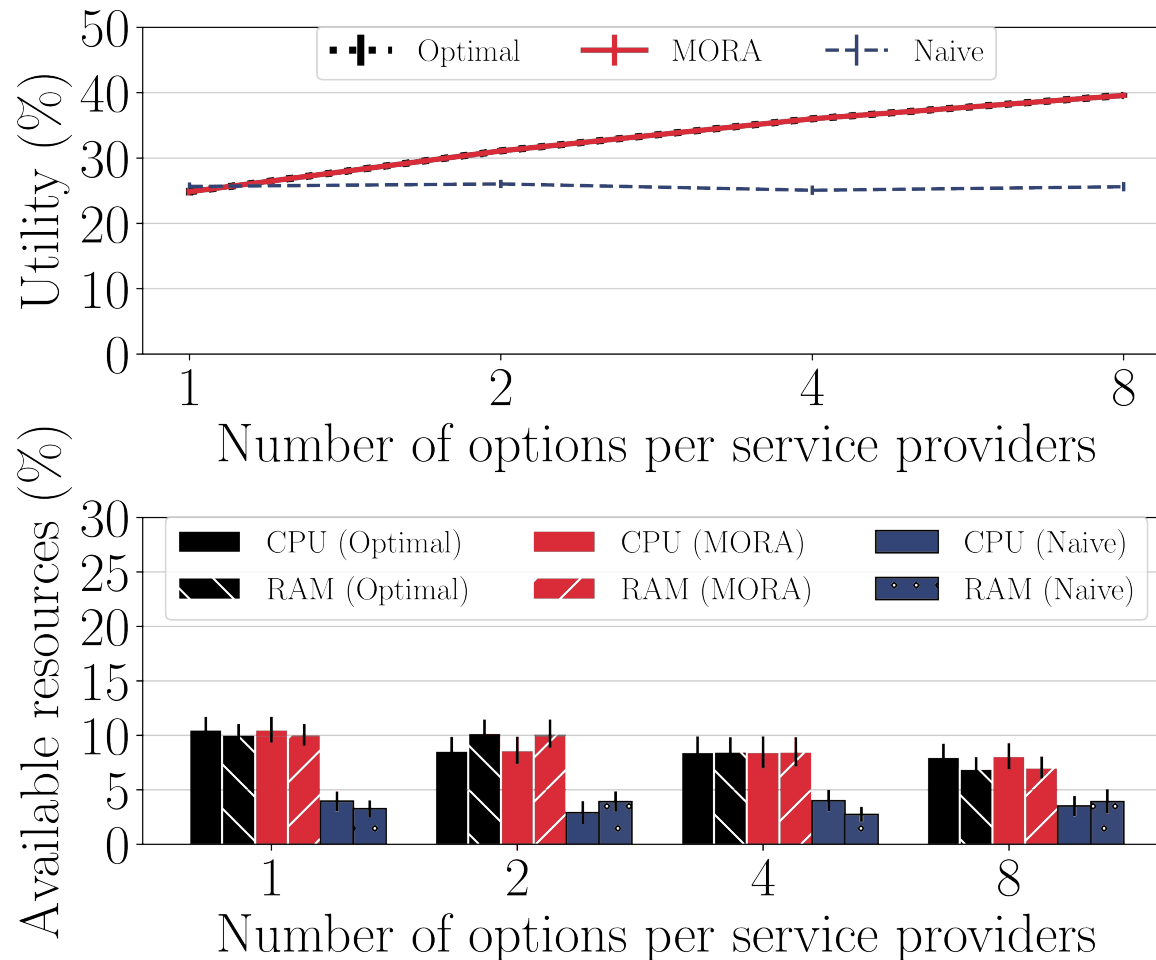 50
40
30
20
10
0
Utility (%)
Optimal MORA Naive
1 2 4 8
Number of options per service providers
30
25
20
15
10
5
0
Available resources (%)
CPU (Optimal) CPU (MORA) CPU (Naive)
RAM (Optimal) RAM (MORA) RAM (Naive)
1 2 4 8
Number of options per service providers